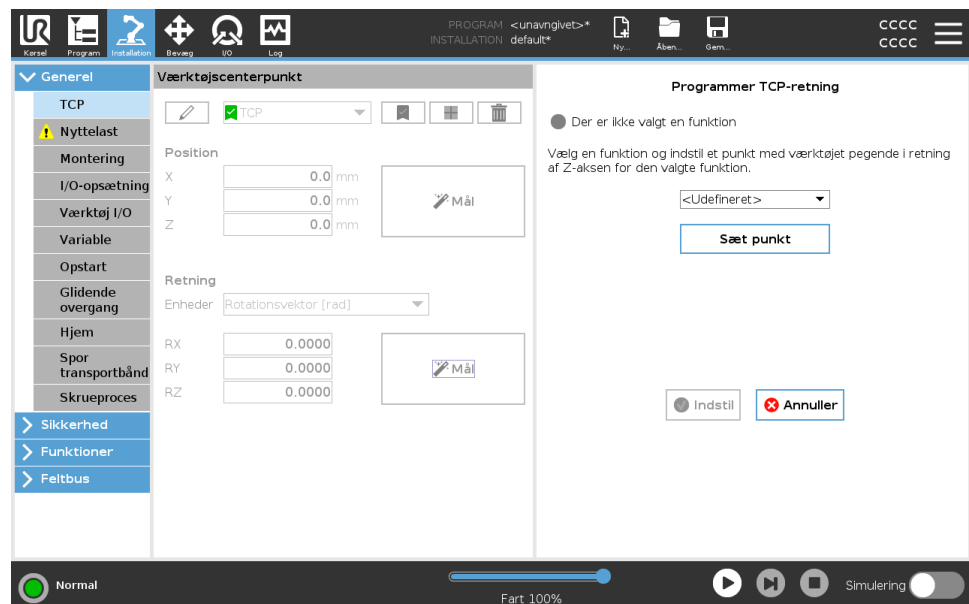 PROGRAM <unavngivet>*
INSTALLATION default*
Kørsel
Program
Installation
Bevæg
I/O
Log
Ny...
Åben...
Gem...
CCCC
CCCC
Generel
TCP
Nyttelast
Montering
I/O-opsætning
Værktøj I/O
Variable
Opstart
Glidende
overgang
Hjem
Spor
transportbånd
Skrueproces
Sikkerhed
Funktioner
Feltbus
Værktøjscenterpunkt
TCP
Position
X 0.0 mm
Y 0.0 mm
Z 0.0 mm
Mål
Retning
Enheder Rotationsvektor [rad]
RX 0.0000
RY 0.0000
RZ 0.0000
Mål
Programmer TCP-retning
Der er ikke valgt en funktion
Vælg en funktion og indstil et punkt med værktøjet pegende i retning
af Z-aksen for den valgte funktion.
<Udefineret>
Sæt punkt
Indstil
Annuller
Normal
Fart 100%
Simulering